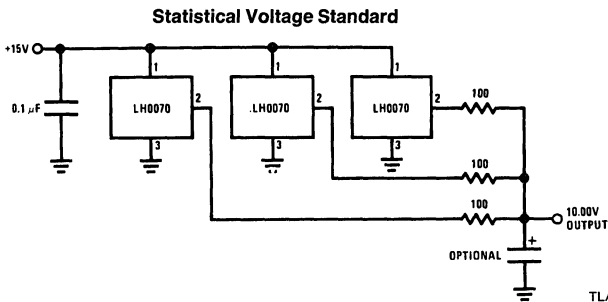 Statistical Voltage Standard
+15V
1
1
1
LH0070
2
LH0070
2
LH0070
2
100
0.1 μF
3
3
3
100
100
10.00V
OUTPUT
+
OPTIONAL
TL/